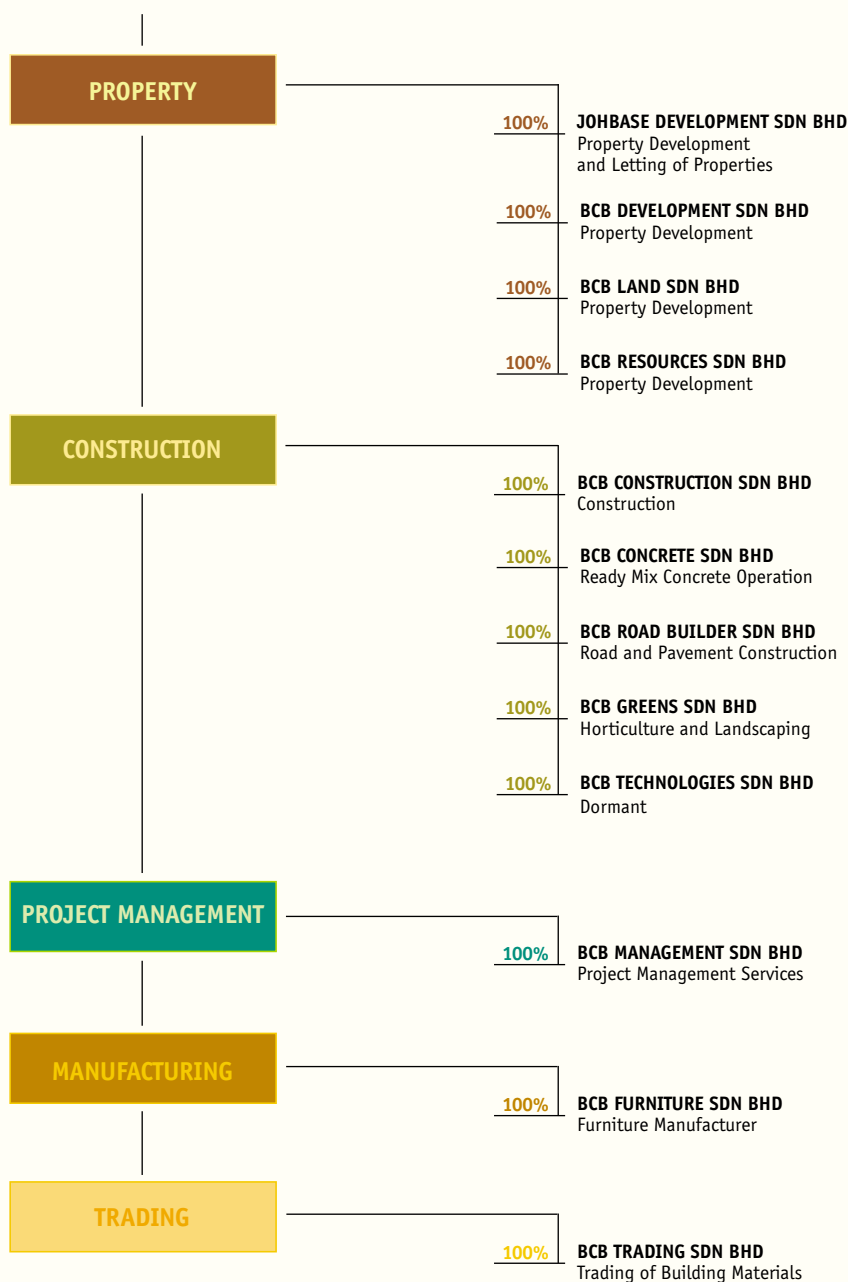 PROPERTY
100% JOHBASE DEVELOPMENT SDN BHD
Property Development
and Letting of Properties
100% BCB DEVELOPMENT SDN BHD
Property Development
100% BCB LAND SDN BHD
Property Development
100% BCB RESOURCES SDN BHD
Property Development
CONSTRUCTION
100% BCB CONSTRUCTION SDN BHD
Construction
100% BCB CONCRETE SDN BHD
Ready Mix Concrete Operation
100% BCB ROAD BUILDER SDN BHD
Road and Pavement Construction
100% BCB GREENS SDN BHD
Horticulture and Landscaping
100% BCB TECHNOLOGIES SDN BHD
Dormant
PROJECT MANAGEMENT
100% BCB MANAGEMENT SDN BHD
Project Management Services
MANUFACTURING
100% BCB FURNITURE SDN BHD
Furniture Manufacturer
TRADING
100% BCB TRADING SDN BHD
Trading of Building Materials